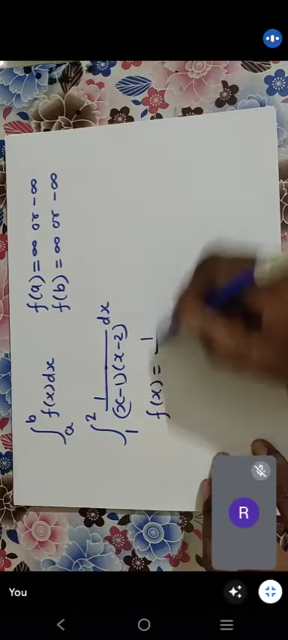 ∫_a^b f(x)dx    f(a) = ∞ or -∞
f(b) = ∞ or -∞
∫_1^2 1/((x-1)(x-2)) dx
f(x) = 1
R
You